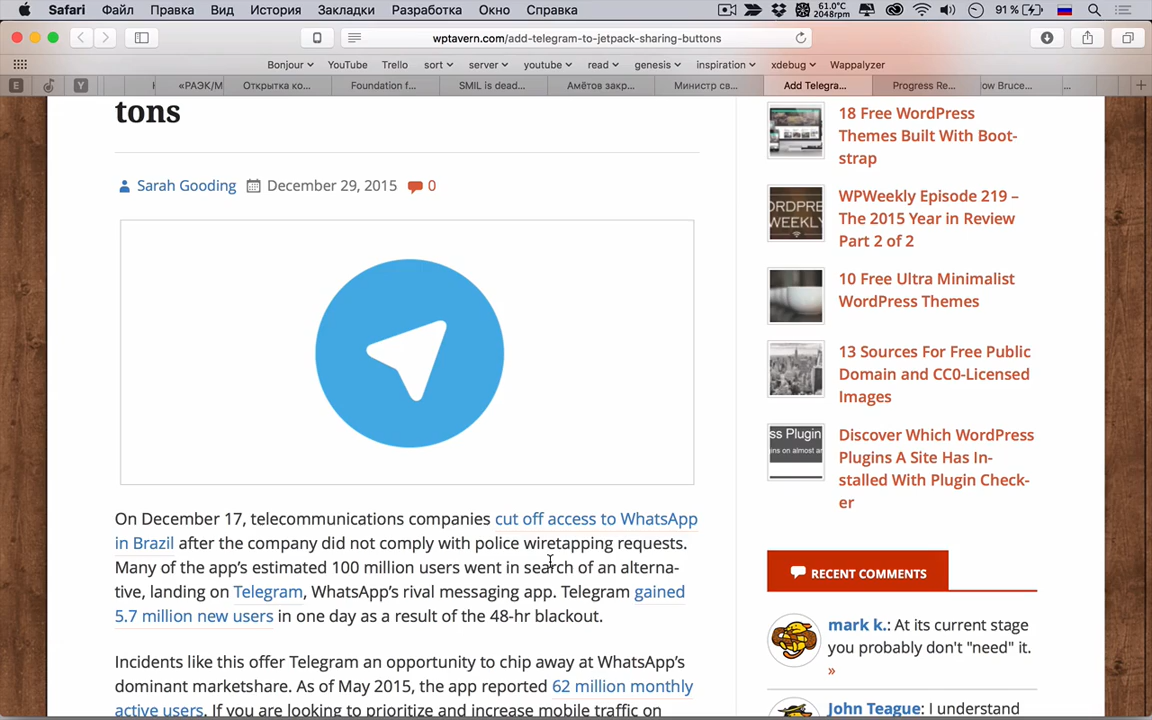 Safari Файл Правка Вид История Закладки Разработка Окно Справка 61.0°C 2048rpm 91 %
wptavern.com/add-telegram-to-jetpack-sharing-buttons
Bonjour YouTube Trello sort server youtube read genesis inspiration xdebug Wappalyzer
E Y «РАЭК/М Открытка ко... Foundation f... SMIL is dead... Амётов закр... Министр св... Add Telegra... Progress Re... ow Bruce... ...
tons
Sarah Gooding December 29, 2015 0
On December 17, telecommunications companies cut off access to WhatsApp
in Brazil after the company did not comply with police wiretapping requests.
Many of the app's estimated 100 million users went in search of an alterna-
tive, landing on Telegram, WhatsApp's rival messaging app. Telegram gained
5.7 million new users in one day as a result of the 48-hr blackout.
Incidents like this offer Telegram an opportunity to chip away at WhatsApp's
dominant marketshare. As of May 2015, the app reported 62 million monthly
active users. If you are looking to prioritize and increase mobile traffic on
18 Free WordPress
Themes Built With Boot-
strap
ORDPRE
WEEKLY
WPWeekly Episode 219 –
The 2015 Year in Review
Part 2 of 2
10 Free Ultra Minimalist
WordPress Themes
13 Sources For Free Public
Domain and CC0-Licensed
Images
ss Plugin
ns on almost an
Discover Which WordPress
Plugins A Site Has In-
stalled With Plugin Check-
er
RECENT COMMENTS
mark k.: At its current stage
you probably don't "need" it.
»
John Teague: I understand